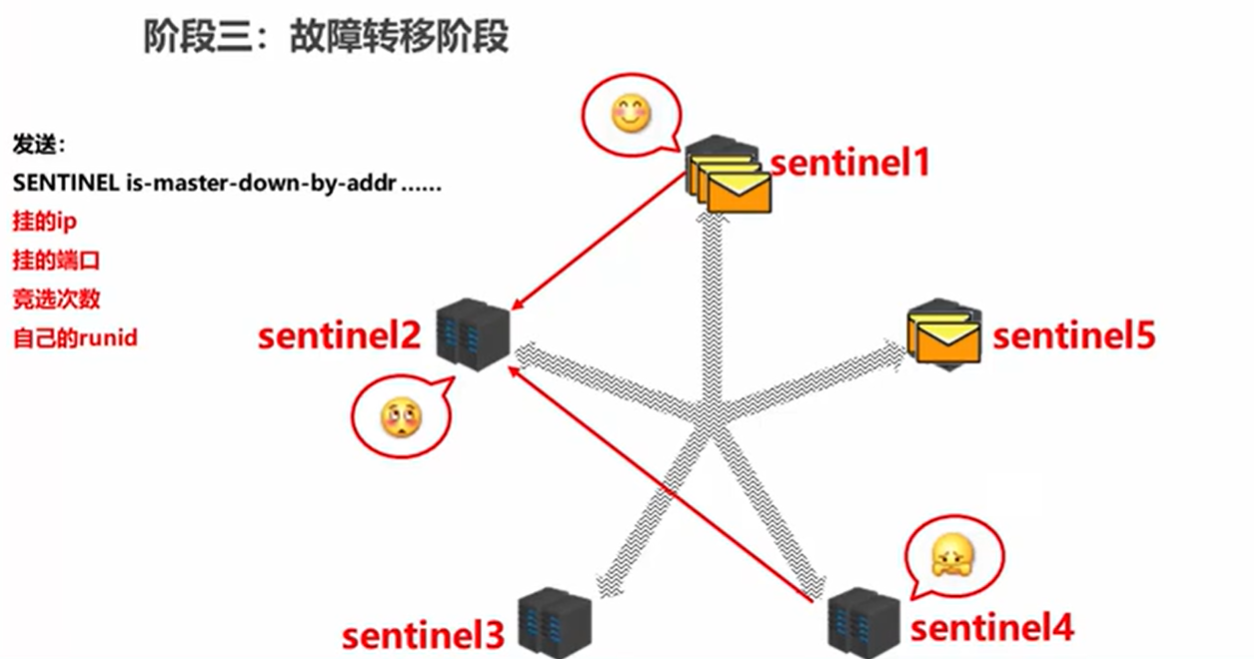 阶段三：故障转移阶段
发送：
SENTINEL is-master-down-by-addr ……
挂的ip
挂的端口
竞选次数
自己的runid
sentinel1
sentinel2
sentinel5
sentinel3
sentinel4